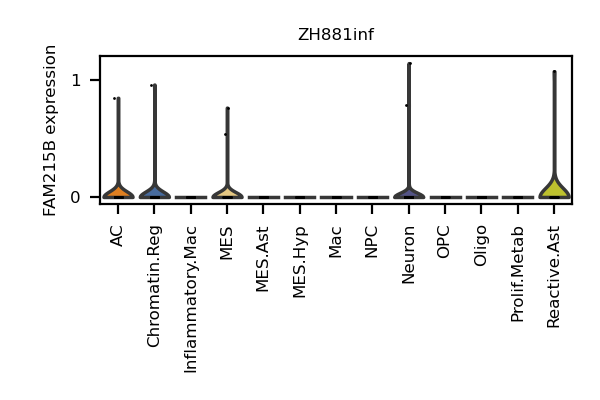 ZH881inf
FAM215B expression
1
0
AC
Chromatin.Reg
Inflammatory.Mac
MES
MES.Ast
MES.Hyp
Mac
NPC
Neuron
OPC
Oligo
Prolif.Metab
Reactive.Ast